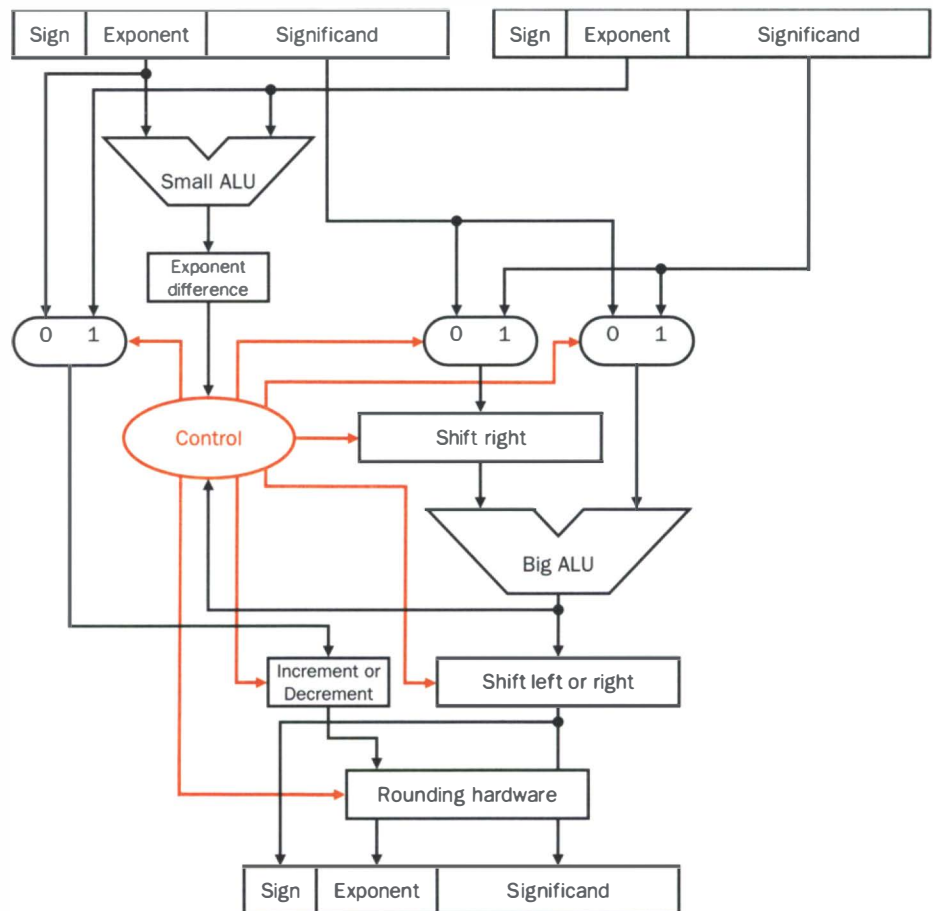 Sign Exponent Significand
Sign Exponent Significand
Small ALU
Exponent
difference
0 1
0 1
0 1
Control
Shift right
Big ALU
Increment or
Decrement
Shift left or right
Rounding hardware
Sign Exponent Significand